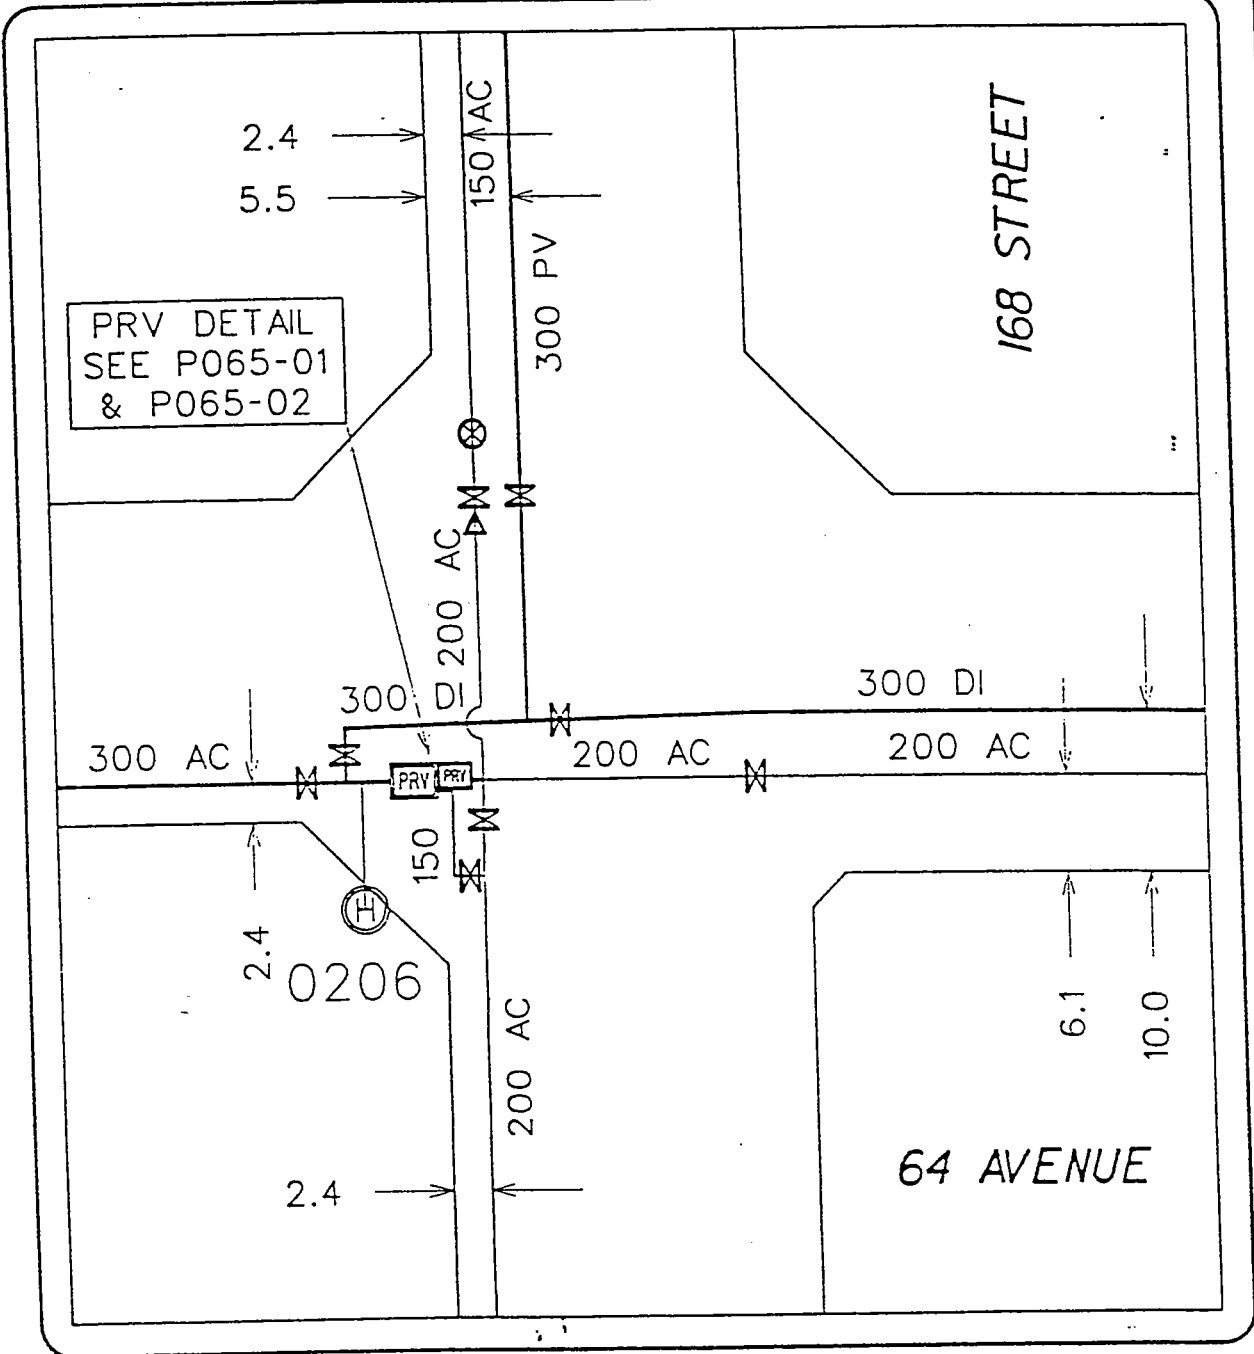 2.4
150 AC
5.5
168 STREET
300 PV
PRV DETAIL
SEE P065-01
& P065-02
200 AC
300 DI
300 DI
300 AC
200 AC
200 AC
PRV
PRV
150
H
2.4
0206
6.1
10.0
200 AC
64 AVENUE
2.4